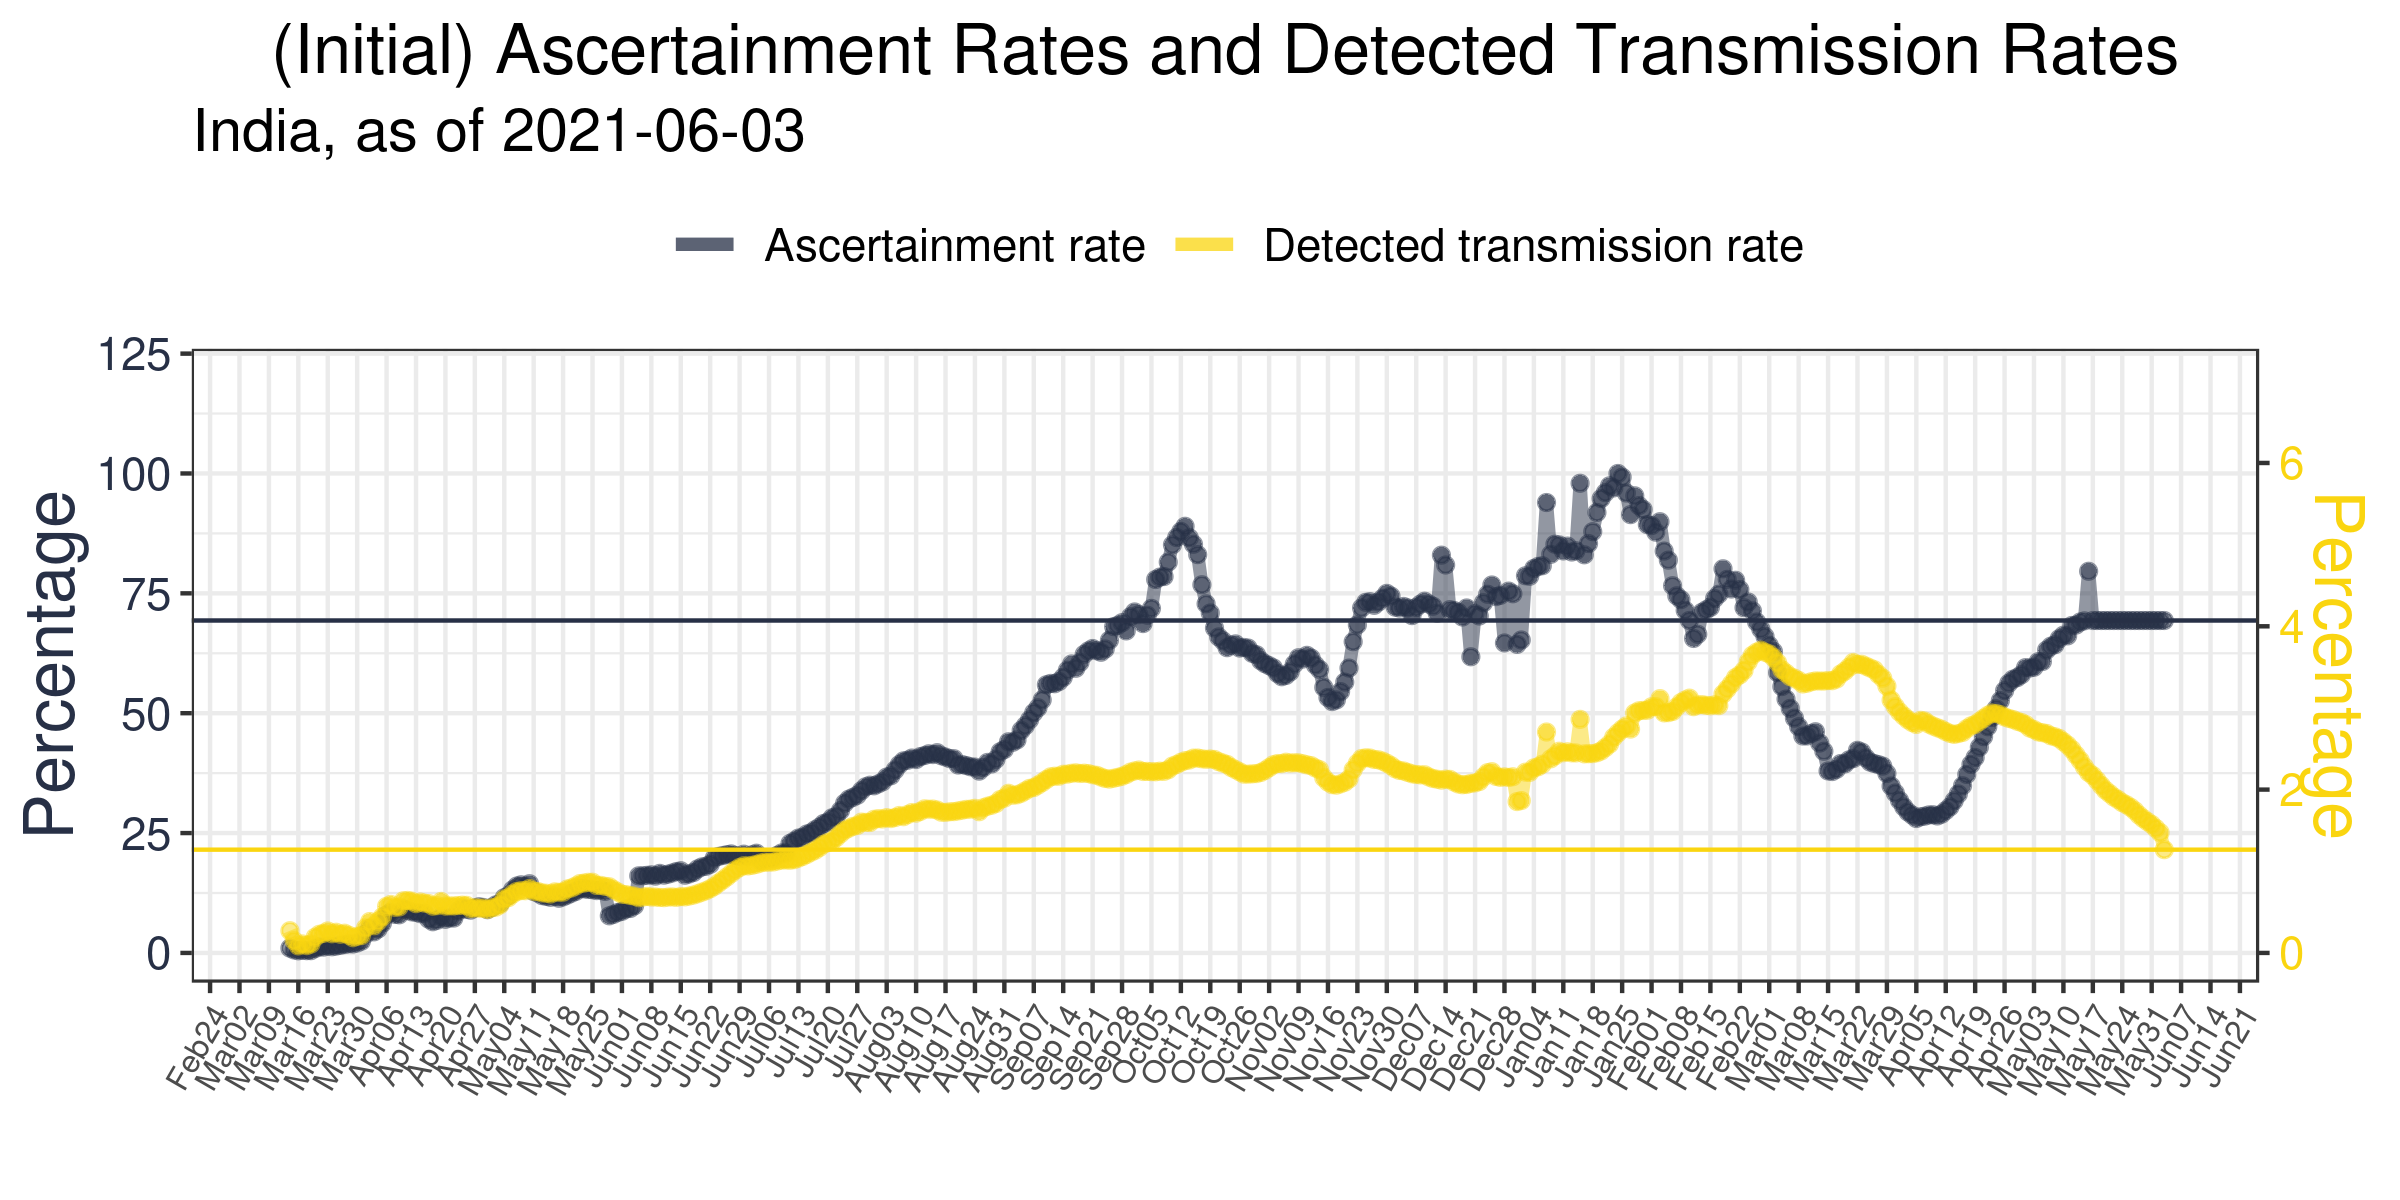 (Initial) Ascertainment Rates and Detected Transmission Rates
India, as of 2021-06-03
Ascertainment rate
Detected transmission rate
Percentage
125
100
75
50
25
0
6
4
2
0
Percentage
Feb24
Mar02
Mar09
Mar16
Mar23
Mar30
Apr06
Apr13
Apr20
Apr27
May04
May11
May18
May25
Jun01
Jun08
Jun15
Jun22
Jun29
Jul06
Jul13
Jul20
Jul27
Aug03
Aug10
Aug17
Aug24
Aug31
Sep07
Sep14
Sep21
Sep28
Oct05
Oct12
Oct19
Oct26
Nov02
Nov09
Nov16
Nov23
Nov30
Dec07
Dec14
Dec21
Dec28
Jan04
Jan11
Jan18
Jan25
Feb01
Feb08
Feb15
Feb22
Mar01
Mar08
Mar15
Mar22
Mar29
Apr05
Apr12
Apr19
Apr26
May03
May10
May17
May24
May31
Jun07
Jun14
Jun21